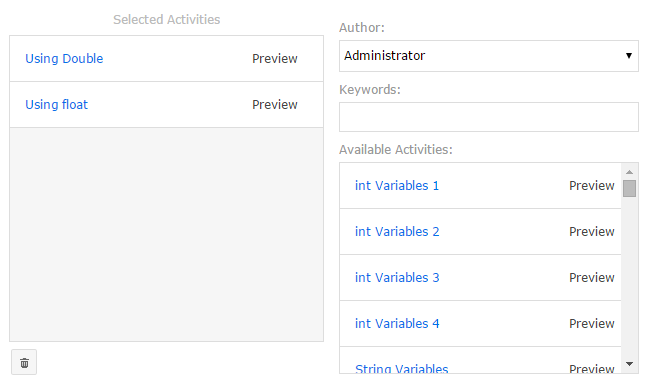 Selected Activities
Using Double Preview
Using float Preview
Author:
Administrator
Keywords:
Available Activities:
int Variables 1 Preview
int Variables 2 Preview
int Variables 3 Preview
int Variables 4 Preview
String Variables Preview